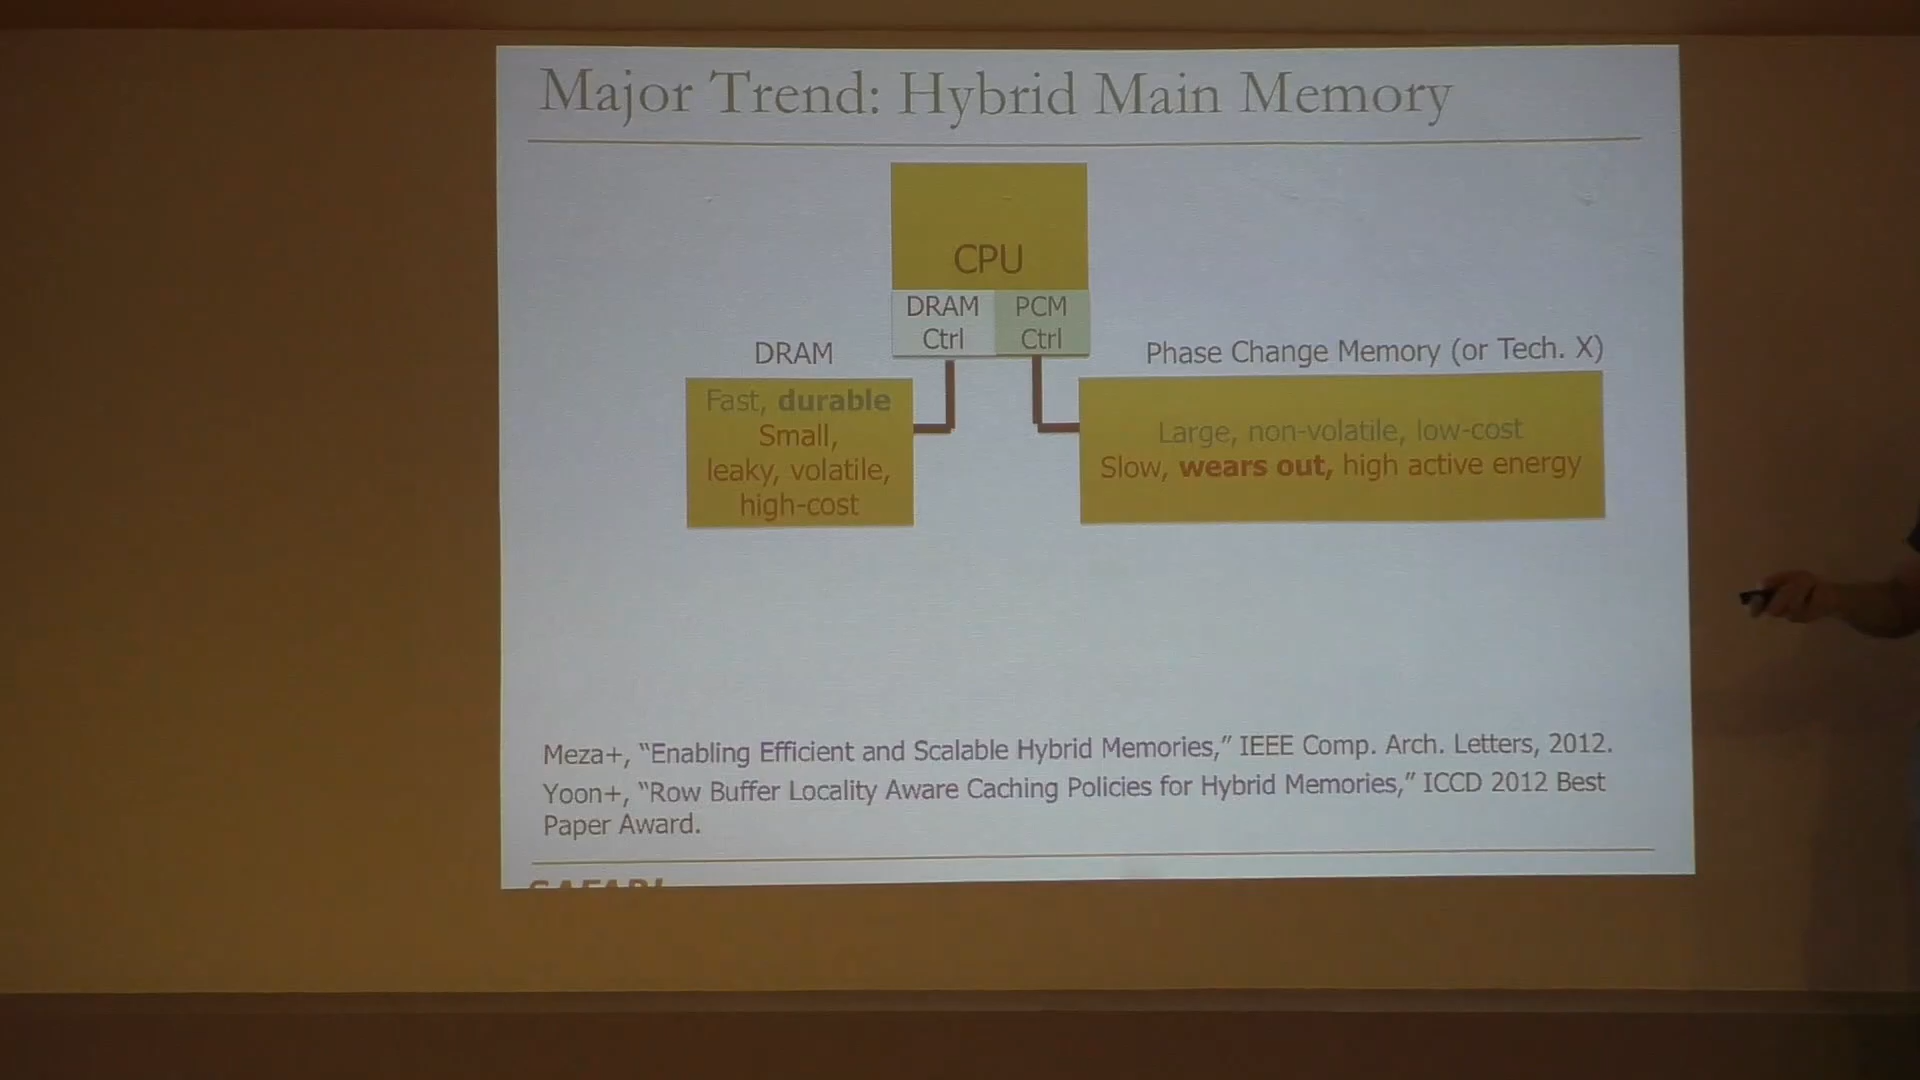 Major Trend: Hybrid Main Memory
CPU
DRAM Ctrl
PCM Ctrl
DRAM
Phase Change Memory (or Tech. X)
Fast, durable
Small,
leaky, volatile,
high-cost
Large, non-volatile, low-cost
Slow, wears out, high active energy
Meza+, “Enabling Efficient and Scalable Hybrid Memories,” IEEE Comp. Arch. Letters, 2012.
Yoon+, “Row Buffer Locality Aware Caching Policies for Hybrid Memories,” ICCD 2012 Best
Paper Award.
SAFARI